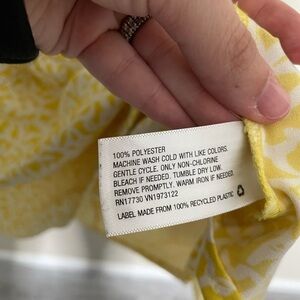 100% POLYESTER
MACHINE WASH COLD WITH LIKE COLORS.
GENTLE CYCLE. ONLY NON-CHLORINE
BLEACH IF NEEDED. TUMBLE DRY LOW.
REMOVE PROMPTLY. WARM IRON IF NEEDED.
RN17730 VN1973122
LABEL MADE FROM 100% RECYCLED PLASTIC